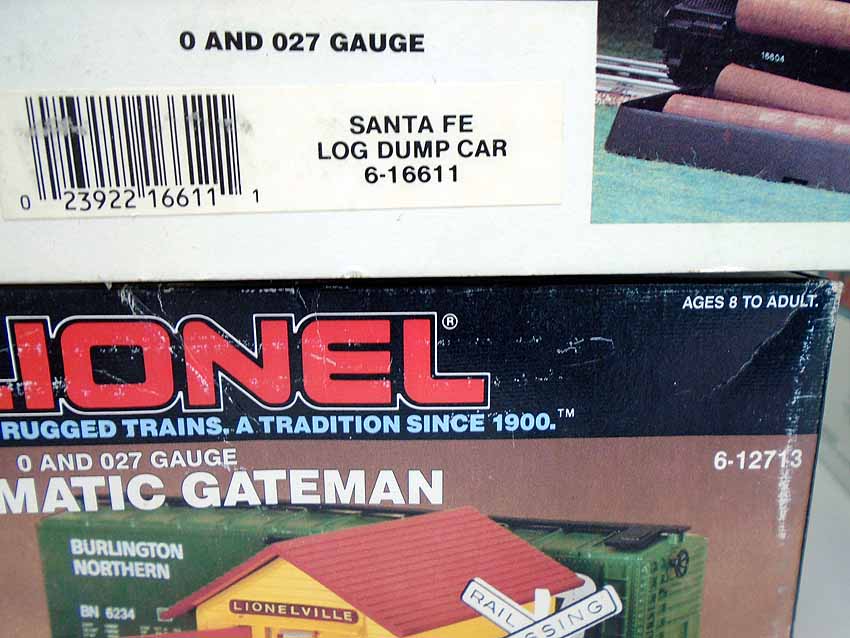 0 AND 027 GAUGE
16604
SANTA FE
LOG DUMP CAR
6-16611
0 23922 16611 1
AGES 8 TO ADULT.
IONEL®
RUGGED TRAINS. A TRADITION SINCE 1900.™
0 AND 027 GAUGE
6-12713
MATIC GATEMAN
BURLINGTON
NORTHERN
BN 6234
LIONELVILLE
RAIL
SSING